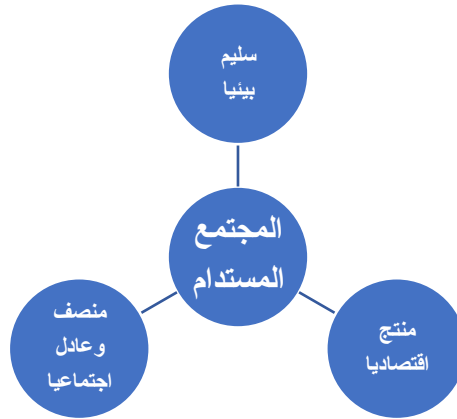 سليم
بيئيا
المجتمع
المستدام
منتج
اقتصاديا
منصف
وعادل
اجتماعيا